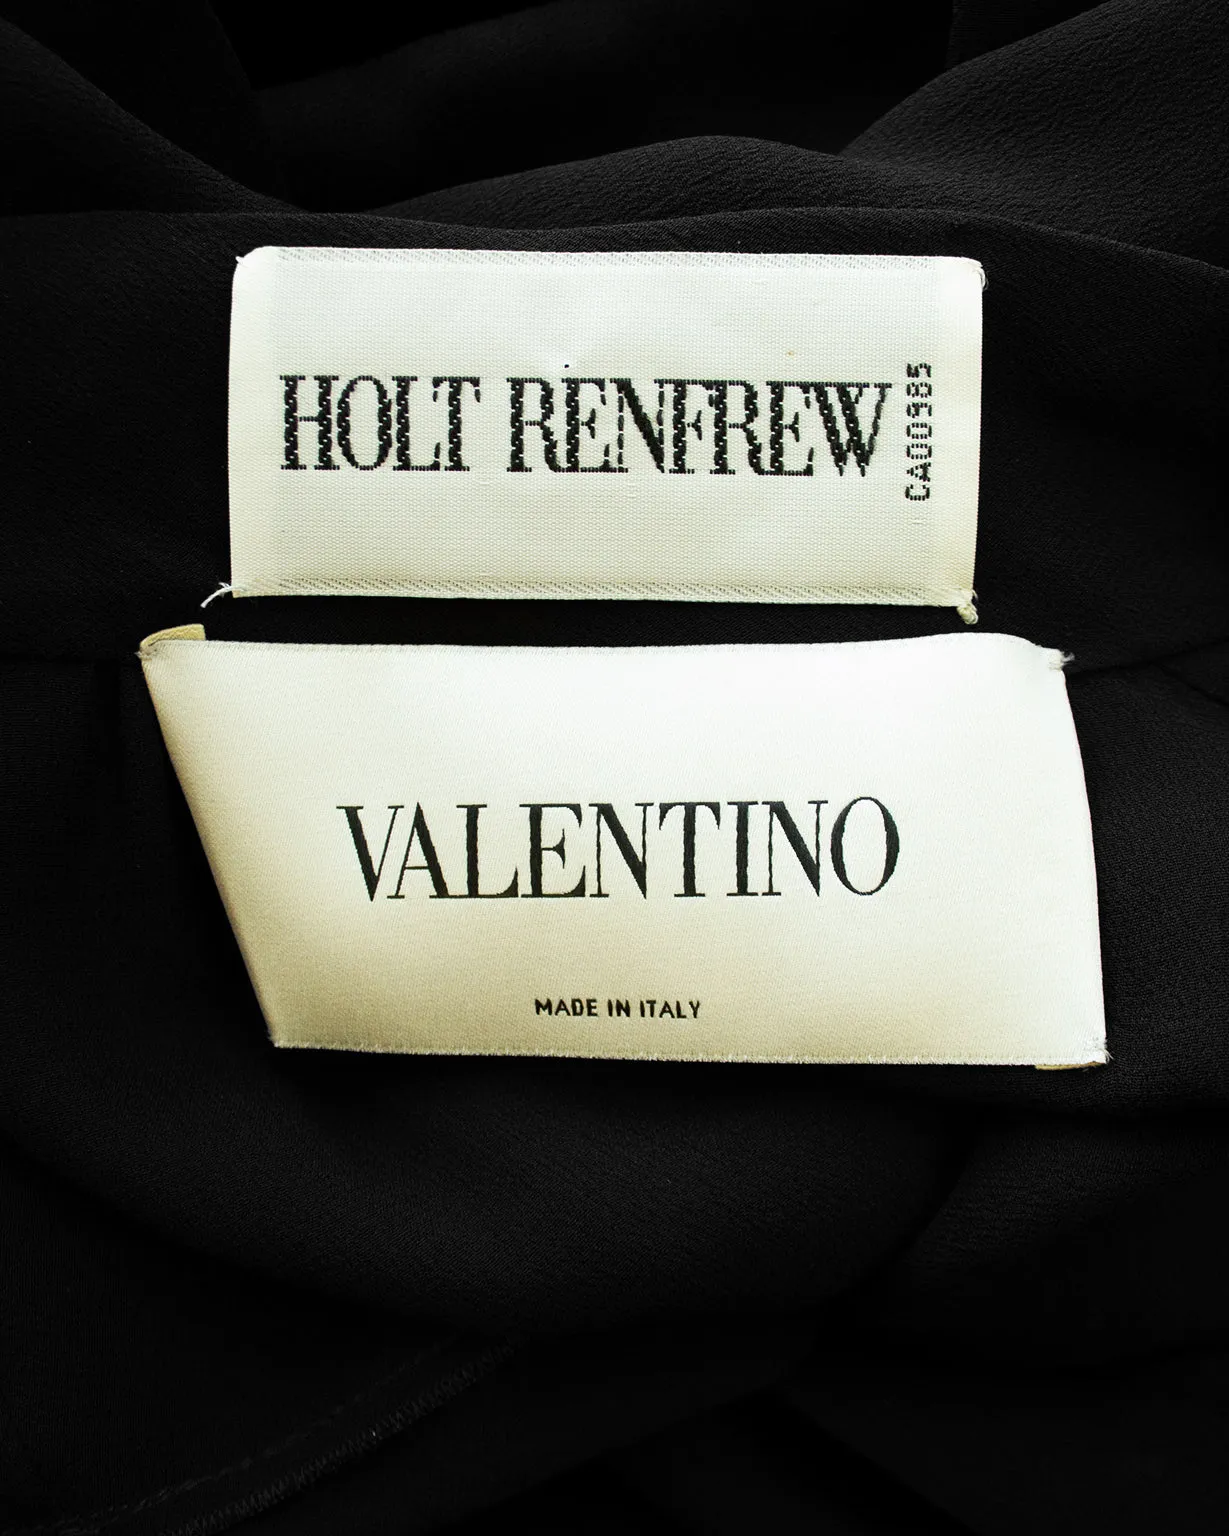 HOLT RENFREW
CA00985
VALENTINO
MADE IN ITALY